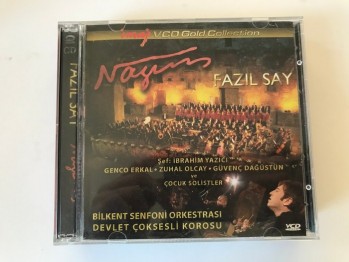 VCD Gold Collection
Nâzım
FAZIL SAY
Şef: İBRAHİM YAZICI
GENCO ERKAL • ZUHAL OLCAY • GÜVENÇ DAĞÜSTÜN
ve
ÇOCUK SOLİSTLER
BİLKENT SENFONİ ORKESTRASI
DEVLET ÇOKSESLİ KOROSU
VCD
FAZIL SAY